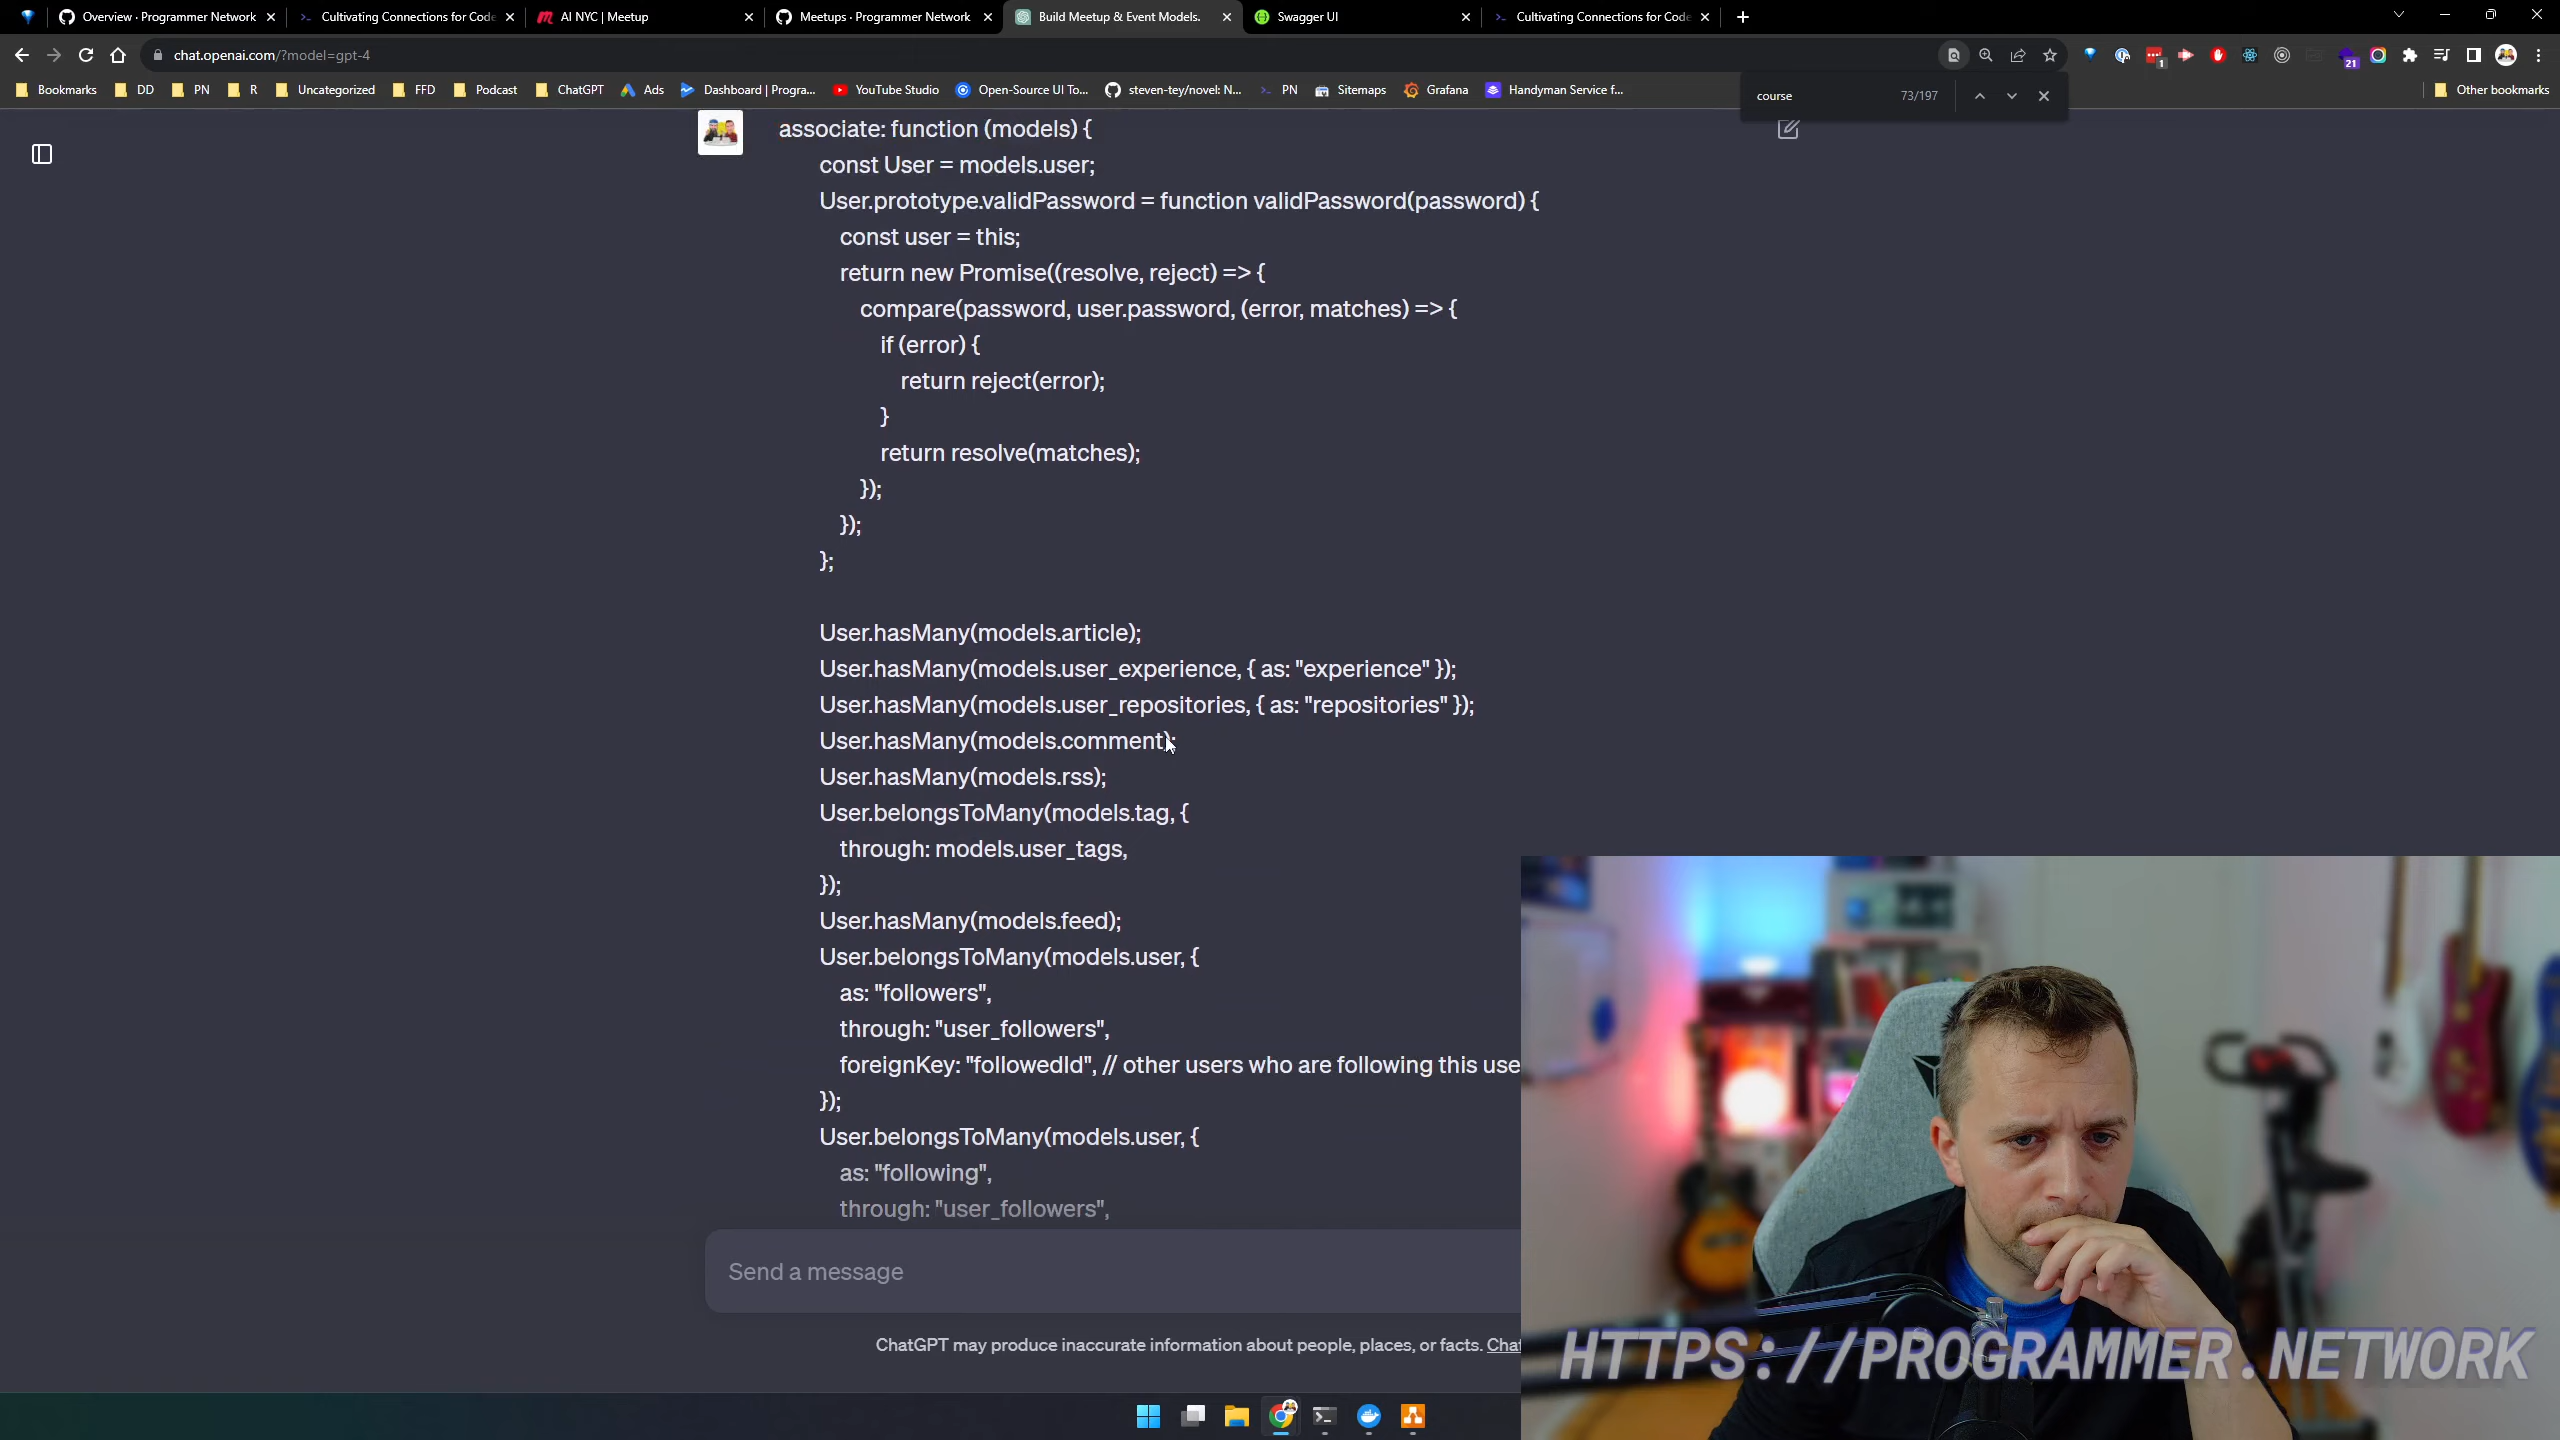 Overview · Programmer Network
Cultivating Connections for Code
AI NYC | Meetup
Meetups · Programmer Network
Build Meetup & Event Models.
Swagger UI
Cultivating Connections for Code
chat.openai.com/?model=gpt-4
1
21
Bookmarks
DD
PN
R
Uncategorized
FFD
Podcast
ChatGPT
Ads
Dashboard | Progra...
YouTube Studio
Open-Source UI To...
steven-tey/novel: N...
PN
Sitemaps
Grafana
Handyman Service f...
Other bookmarks
course 73/197
associate: function (models) {
const User = models.user;
User.prototype.validPassword = function validPassword(password) {
const user = this;
return new Promise((resolve, reject) => {
compare(password, user.password, (error, matches) => {
if (error) {
return reject(error);
}
return resolve(matches);
});
});
};
User.hasMany(models.article);
User.hasMany(models.user_experience, { as: "experience" });
User.hasMany(models.user_repositories, { as: "repositories" });
User.hasMany(models.comment);
User.hasMany(models.rss);
User.belongsToMany(models.tag, {
through: models.user_tags,
});
User.hasMany(models.feed);
User.belongsToMany(models.user, {
as: "followers",
through: "user_followers",
foreignKey: "followedId", // other users who are following this use
});
User.belongsToMany(models.user, {
as: "following",
through: "user_followers",
Send a message
ChatGPT may produce inaccurate information about people, places, or facts. Chat
HTTPS://PROGRAMMER.NETWORK